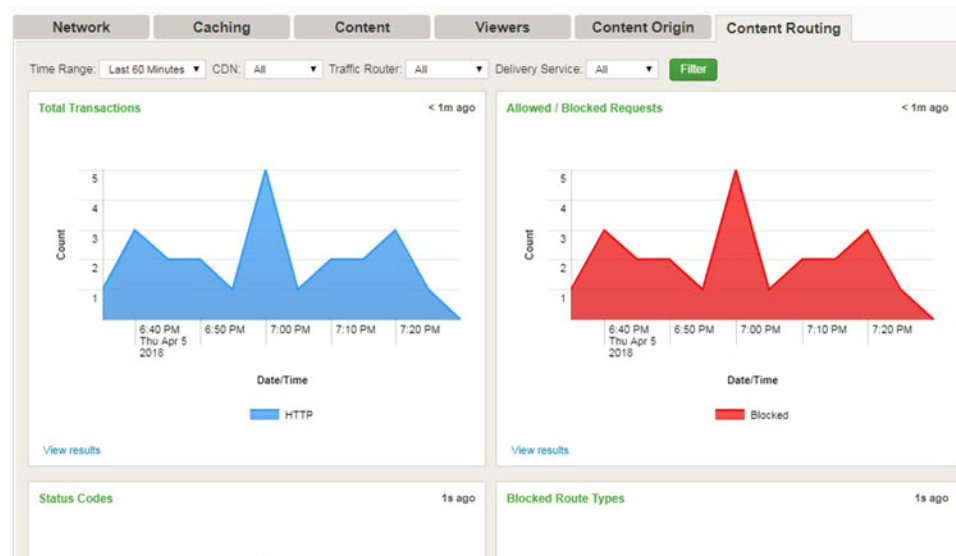 Network Caching Content Viewers Content Origin Content Routing
Time Range: Last 60 Minutes CDN: All Traffic Router: All Delivery Service: All Filter
Total Transactions < 1m ago
5
4
3
2
1
Count
6:40 PM 6:50 PM 7:00 PM 7:10 PM 7:20 PM
Thu Apr 5
2018
Date/Time
HTTP
View results
Allowed / Blocked Requests < 1m ago
5
4
3
2
1
Count
6:40 PM 6:50 PM 7:00 PM 7:10 PM 7:20 PM
Thu Apr 5
2018
Date/Time
Blocked
View results
Status Codes 1s ago
Blocked Route Types 1s ago